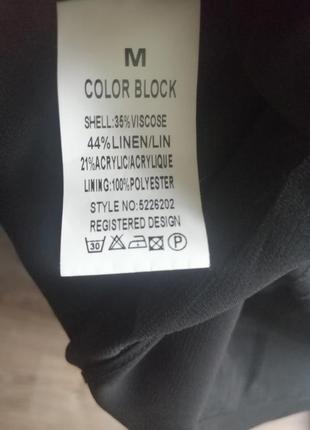 M
COLOR BLOCK
SHELL:35%VISCOSE
44%LINEN/LIN
21%ACRYLIC/ACRYLIQUE
LINING:100%POLYESTER
STYLE NO:5226202
REGISTERED DESIGN
30 P